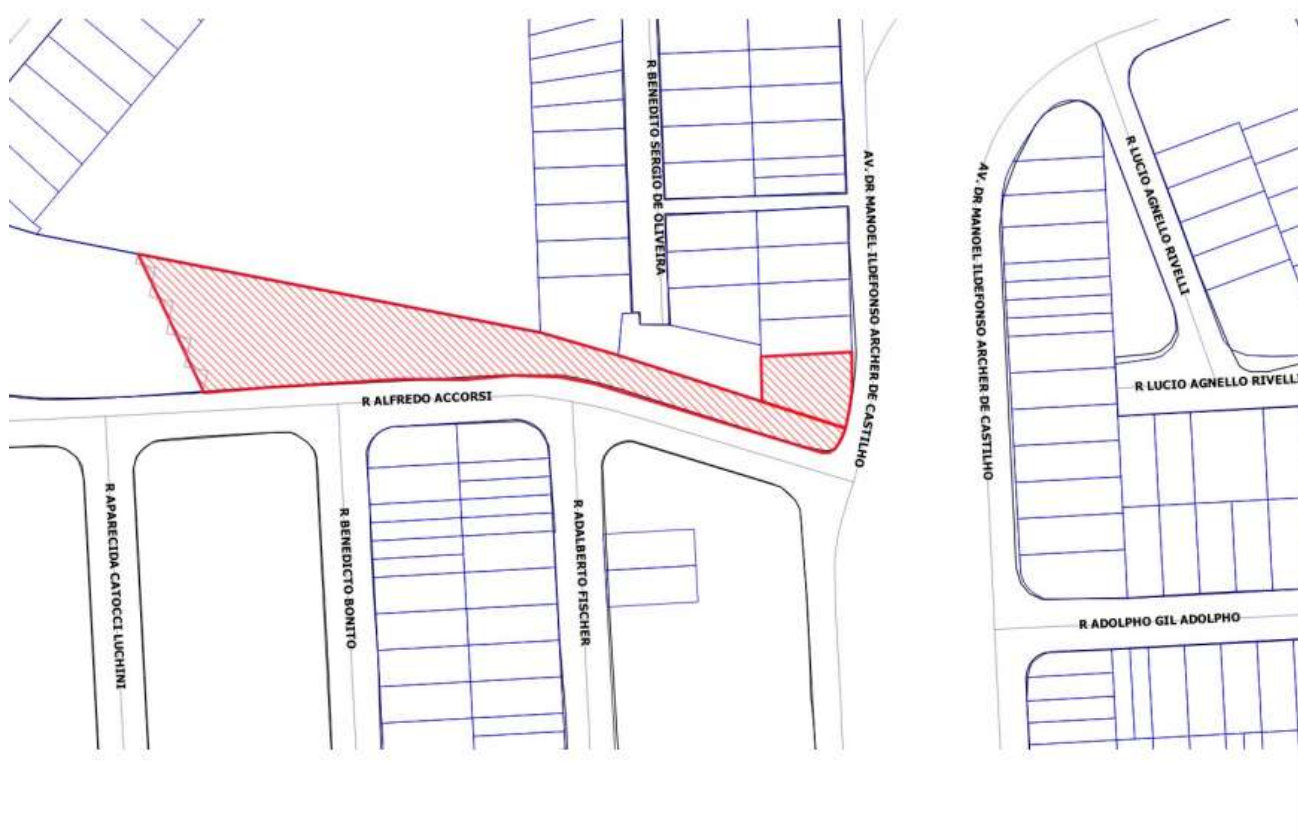 R BENEDITO SERGIO DE OLIVEIRA
AV. DR MANOEL ILDEFONSO ARCHER DE CASTILHO
AV. DR MANOEL ILDEFONSO ARCHER DE CASTILHO
R LUCIO AGNELLO RIVELLI
R LUCIO AGNELLO RIVELLI
R ALFREDO ACCORSI
R APARECIDA CATOCCI LUCHINI
R BENEDICTO BONITO
R ADALBERTO FISCHER
R ADOLPHO GIL ADOLPHO